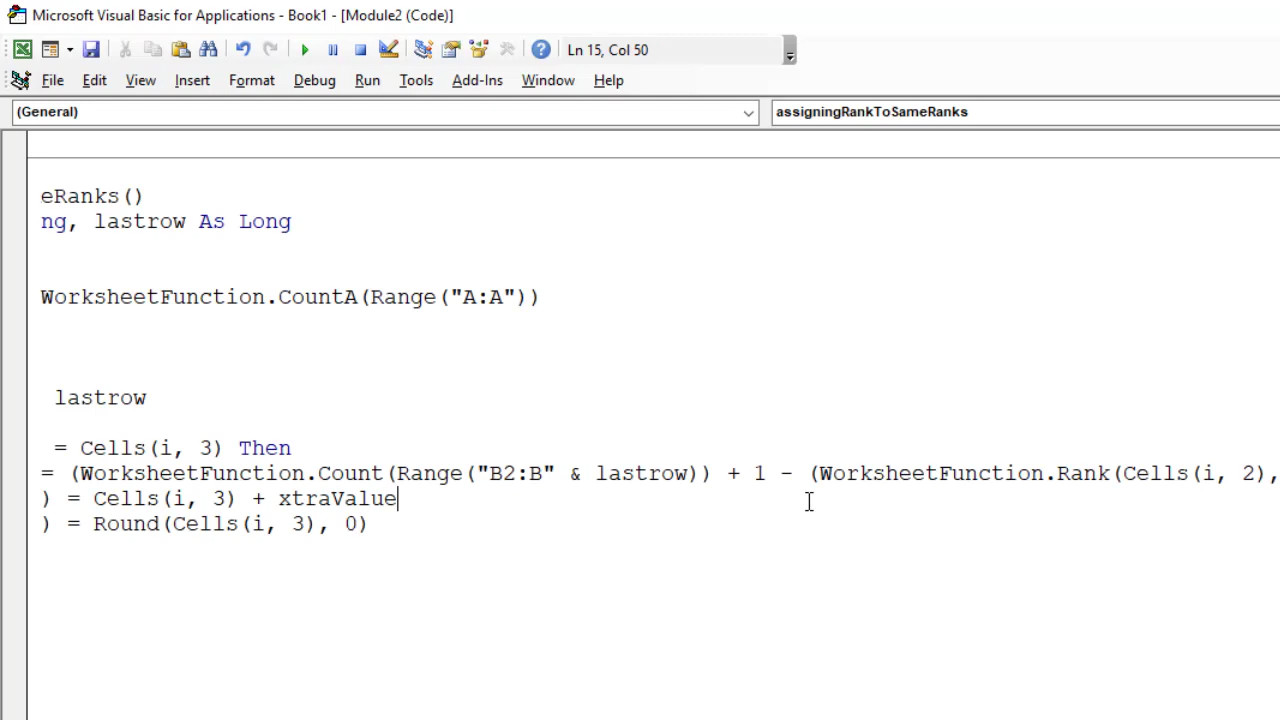 Microsoft Visual Basic for Applications - Book1 - [Module2 (Code)]
Ln 15, Col 50
File Edit View Insert Format Debug Run Tools Add-Ins Window Help
(General) assigningRankToSameRanks
eRanks()
ng, lastrow As Long
WorksheetFunction.CountA(Range("A:A"))
lastrow
= Cells(i, 3) Then
= (WorksheetFunction.Count(Range("B2:B" & lastrow)) + 1 - (WorksheetFunction.Rank(Cells(i, 2),
) = Cells(i, 3) + xtraValue
) = Round(Cells(i, 3), 0)